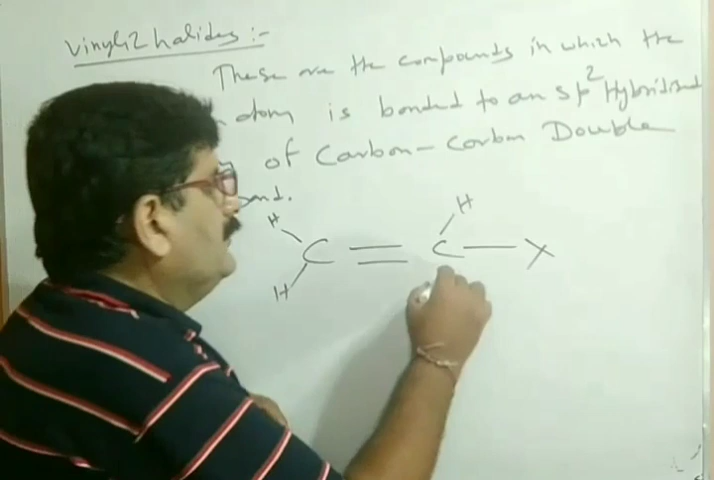 Vinylic halides :-
These are the compounds in which the
atom is bonded to an sp2 Hybridised
of Carbon-Carbon Double
H H
C = C — X
H